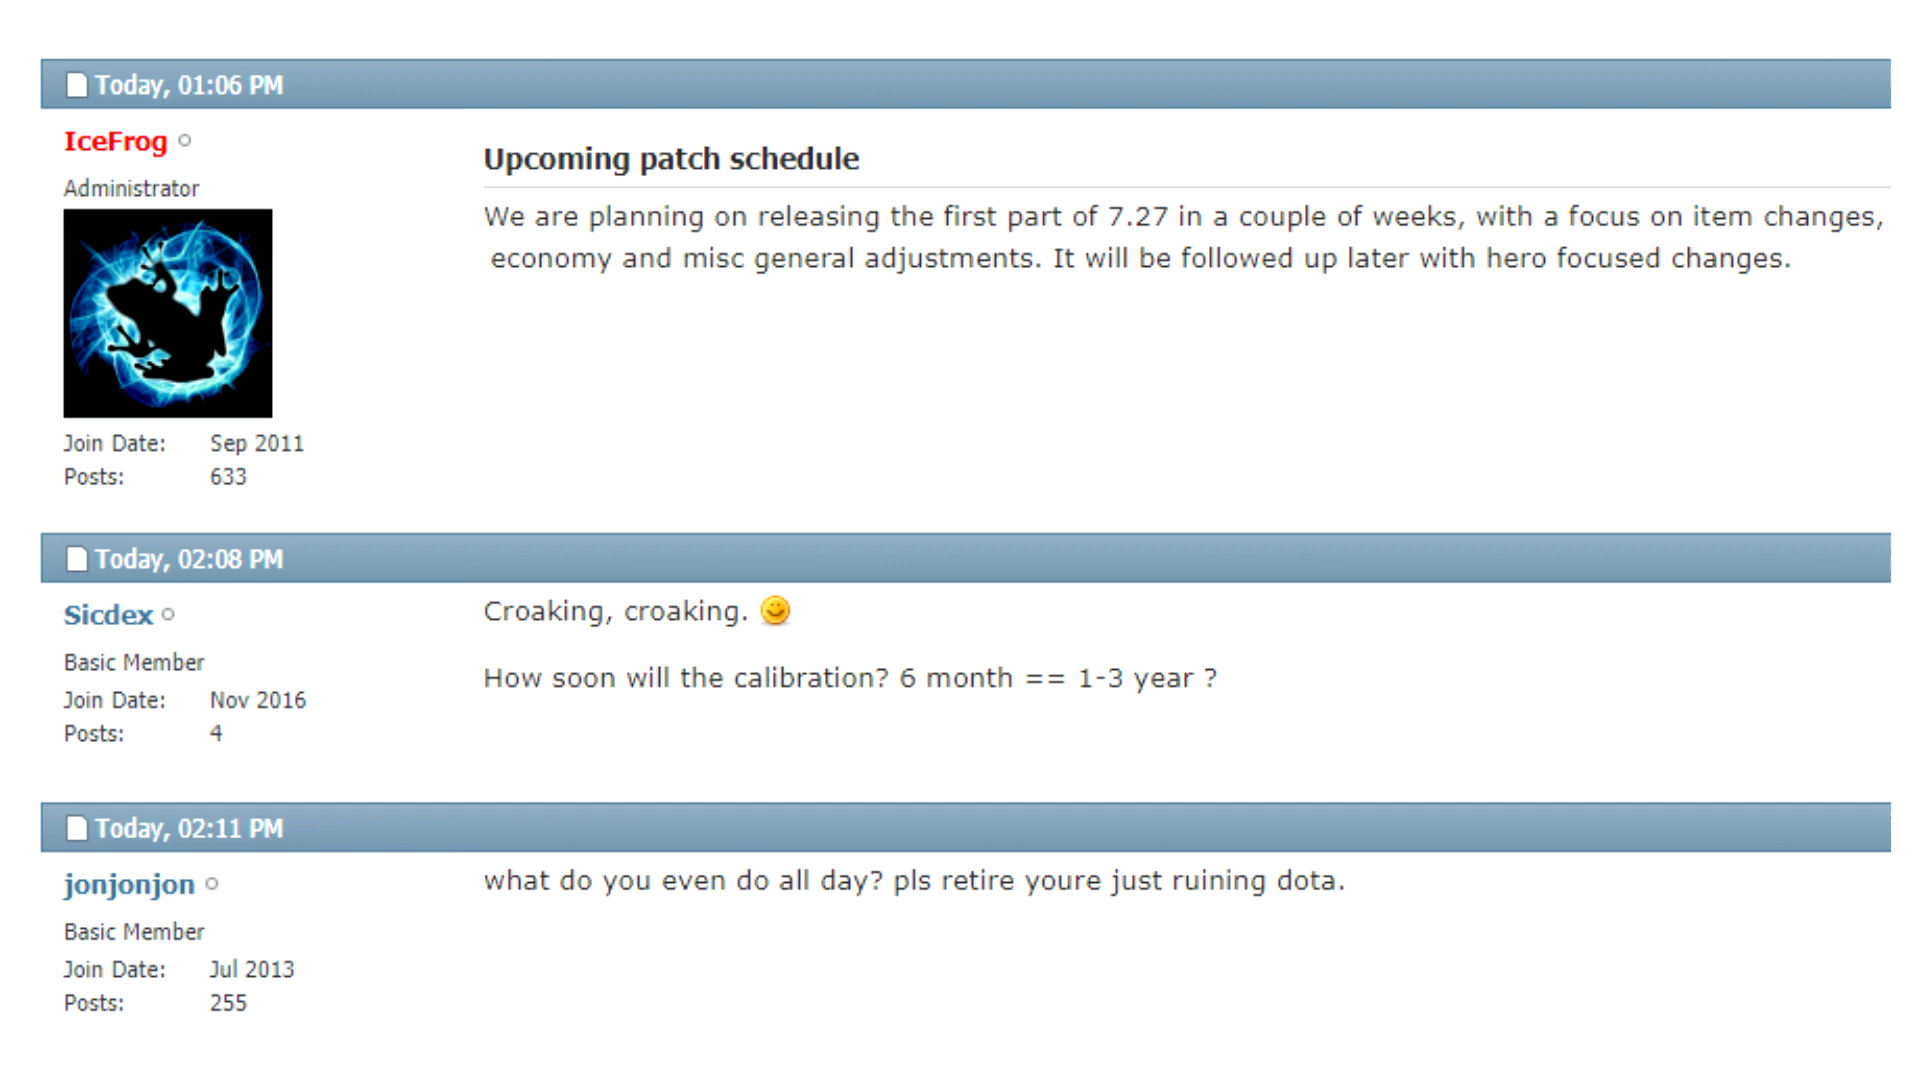 Today, 01:06 PM
IceFrog
Administrator
Join Date: Sep 2011
Posts: 633
Upcoming patch schedule
We are planning on releasing the first part of 7.27 in a couple of weeks, with a focus on item changes,
economy and misc general adjustments. It will be followed up later with hero focused changes.
Today, 02:08 PM
Sicdex
Basic Member
Join Date: Nov 2016
Posts: 4
Croaking, croaking.
How soon will the calibration? 6 month == 1-3 year ?
Today, 02:11 PM
jonjonjon
Basic Member
Join Date: Jul 2013
Posts: 255
what do you even do all day? pls retire youre just ruining dota.